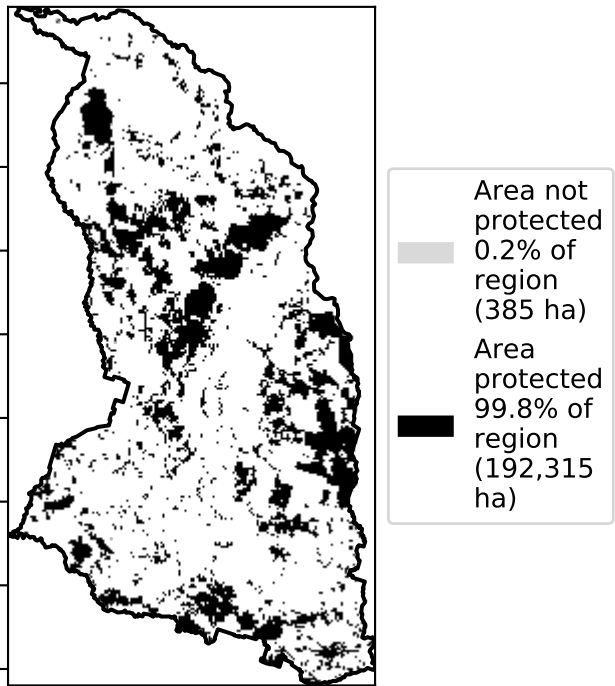 Area not
protected
0.2% of
region
(385 ha)
Area
protected
99.8% of
region
(192,315
ha)